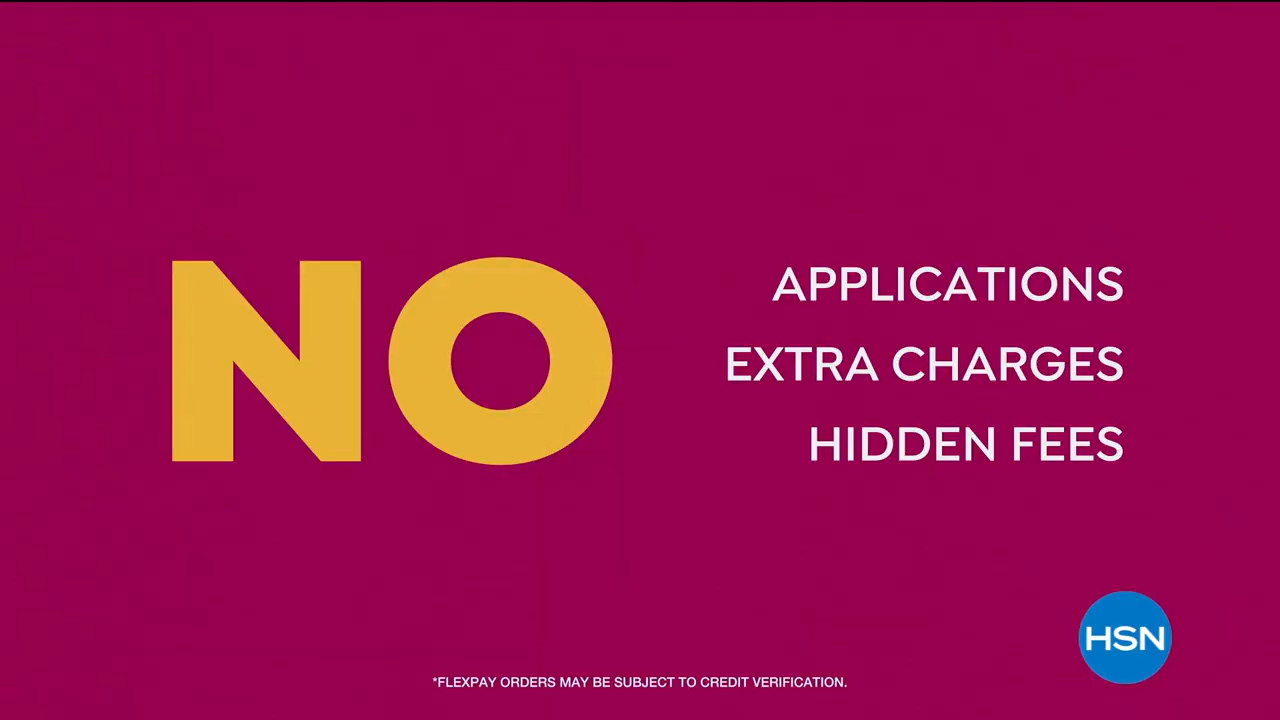 NO
APPLICATIONS
EXTRA CHARGES
HIDDEN FEES
HSN
*FLEXPAY ORDERS MAY BE SUBJECT TO CREDIT VERIFICATION.